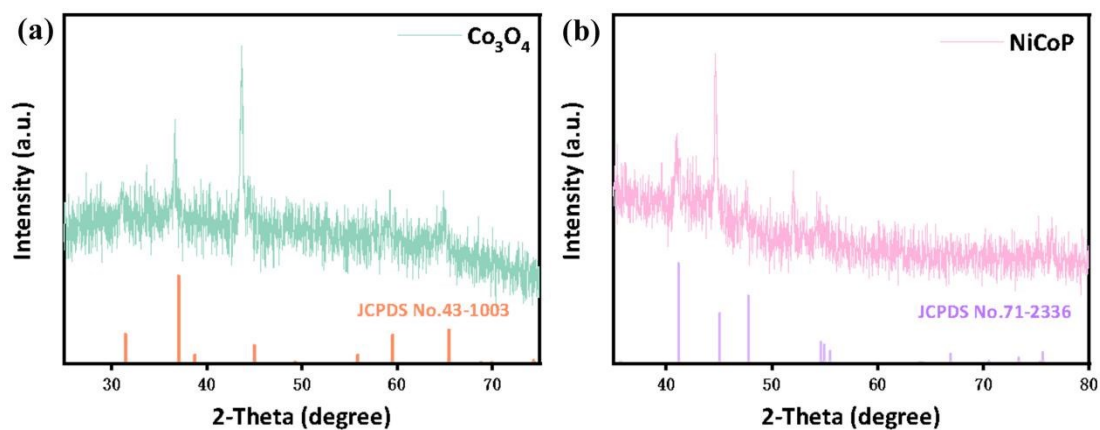 (a)
Co₃O₄
Intensity (a.u.)
JCPDS No.43-1003
30 40 50 60 70
2-Theta (degree)
(b)
NiCoP
Intensity (a.u.)
JCPDS No.71-2336
40 50 60 70 80
2-Theta (degree)